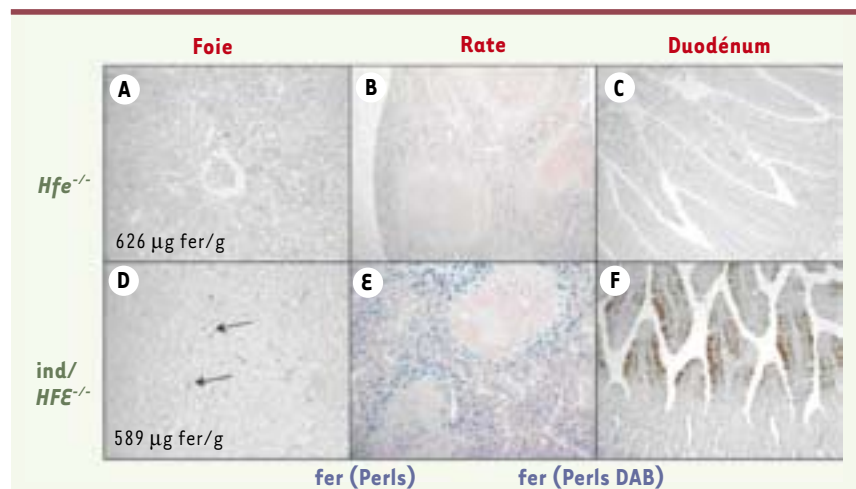 Foie Rate Duodénum
A B C
Hfe-/-
626 µg fer/g
D E F
ind/
HFE-/-
589 µg fer/g
fer (Perls) fer (Perls DAB)